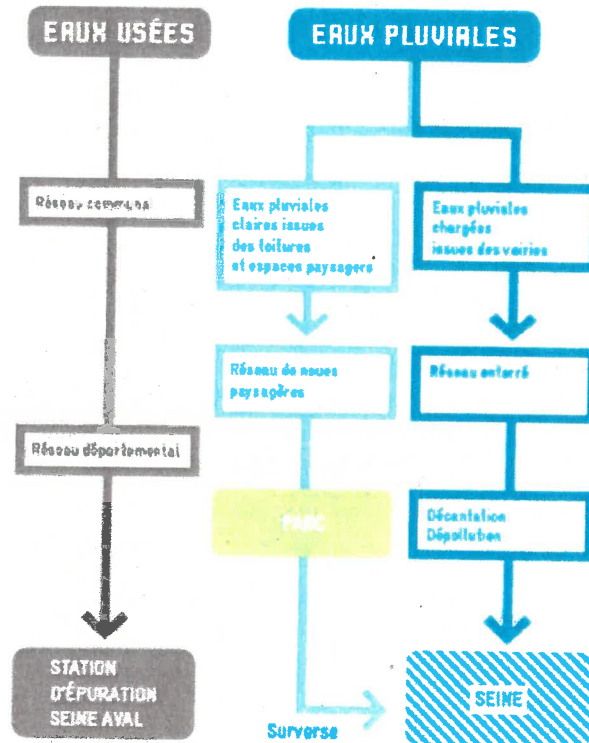 EAUX USÉES
Réseau communal
Réseau départemental
STATION
D'ÉPURATION
SEINE AVAL
EAUX PLUVIALES
Eaux pluviales
claires issues
des toitures
et espaces paysagers
Réseau de noues
paysagères
PARC
Surverse
Eaux pluviales
chargées
issues des voiries
Réseau enterré
Décantation
Dépollution
SEINE